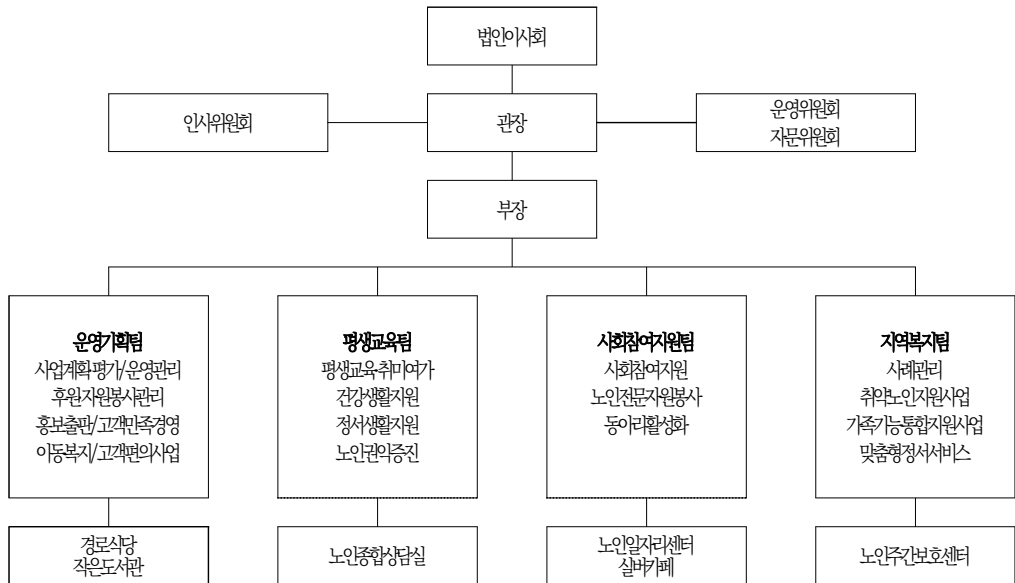 법인이사회
인사위원회
관장
운영위원회
자문위원회
부장
운영기획팀
사업계획·평가/운영관리
후원·자원봉사관리
홍보출판/고객만족경영
이동복지/고객편의사업
평생교육팀
평생교육·취미여가
건강생활지원
정서생활지원
노인권익증진
사회참여지원팀
사회참여지원
노인전문자원봉사
동아리활성화
지역복지팀
사례관리
취약노인지원사업
가족기능통합지원사업
맞춤형정서서비스
경로식당
작은도서관
노인종합상담실
노인일자리센터
실버카페
노인주간보호센터